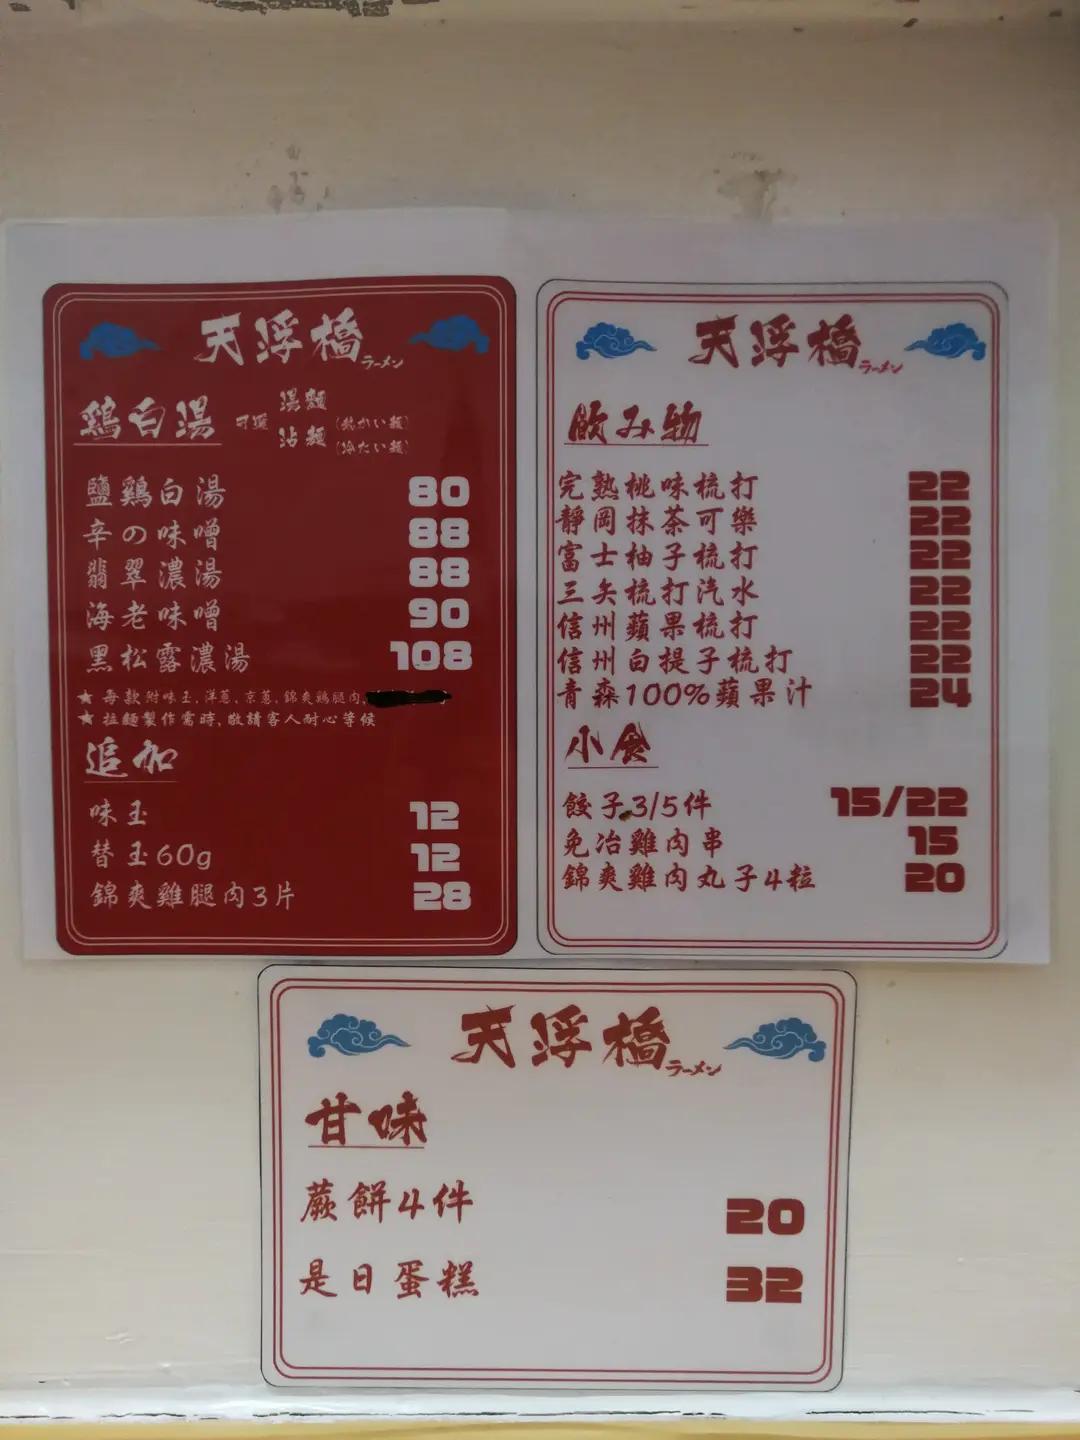 天浮橋
ラーメン
鶏白湯 可選 湯麵
沾麵 (熱かい麺)
(冷たい麺)
鹽鶏白湯 80
辛の味噌 88
翡翠濃湯 88
海老味噌 90
黑松露濃湯 108
★ 每款附味玉, 洋蔥, 京蔥, 錦爽鶏腿肉,
★ 拉麵製作需時, 敬請客人耐心等候
追加
味玉 12
替玉60g 12
錦爽雞腿肉3片 28
天浮橋
ラーメン
飲み物
完熟桃味梳打 22
靜岡抹茶可樂 22
富士柚子梳打 22
三矢梳打汽水 22
信州蘋果梳打 22
信州白提子梳打 22
青森100%蘋果汁 24
小食
餃子3/5件 15/22
免治雞肉串 15
錦爽雞肉丸子4粒 20
天浮橋
ラーメン
甘味
蕨餅4件 20
是日蛋糕 32